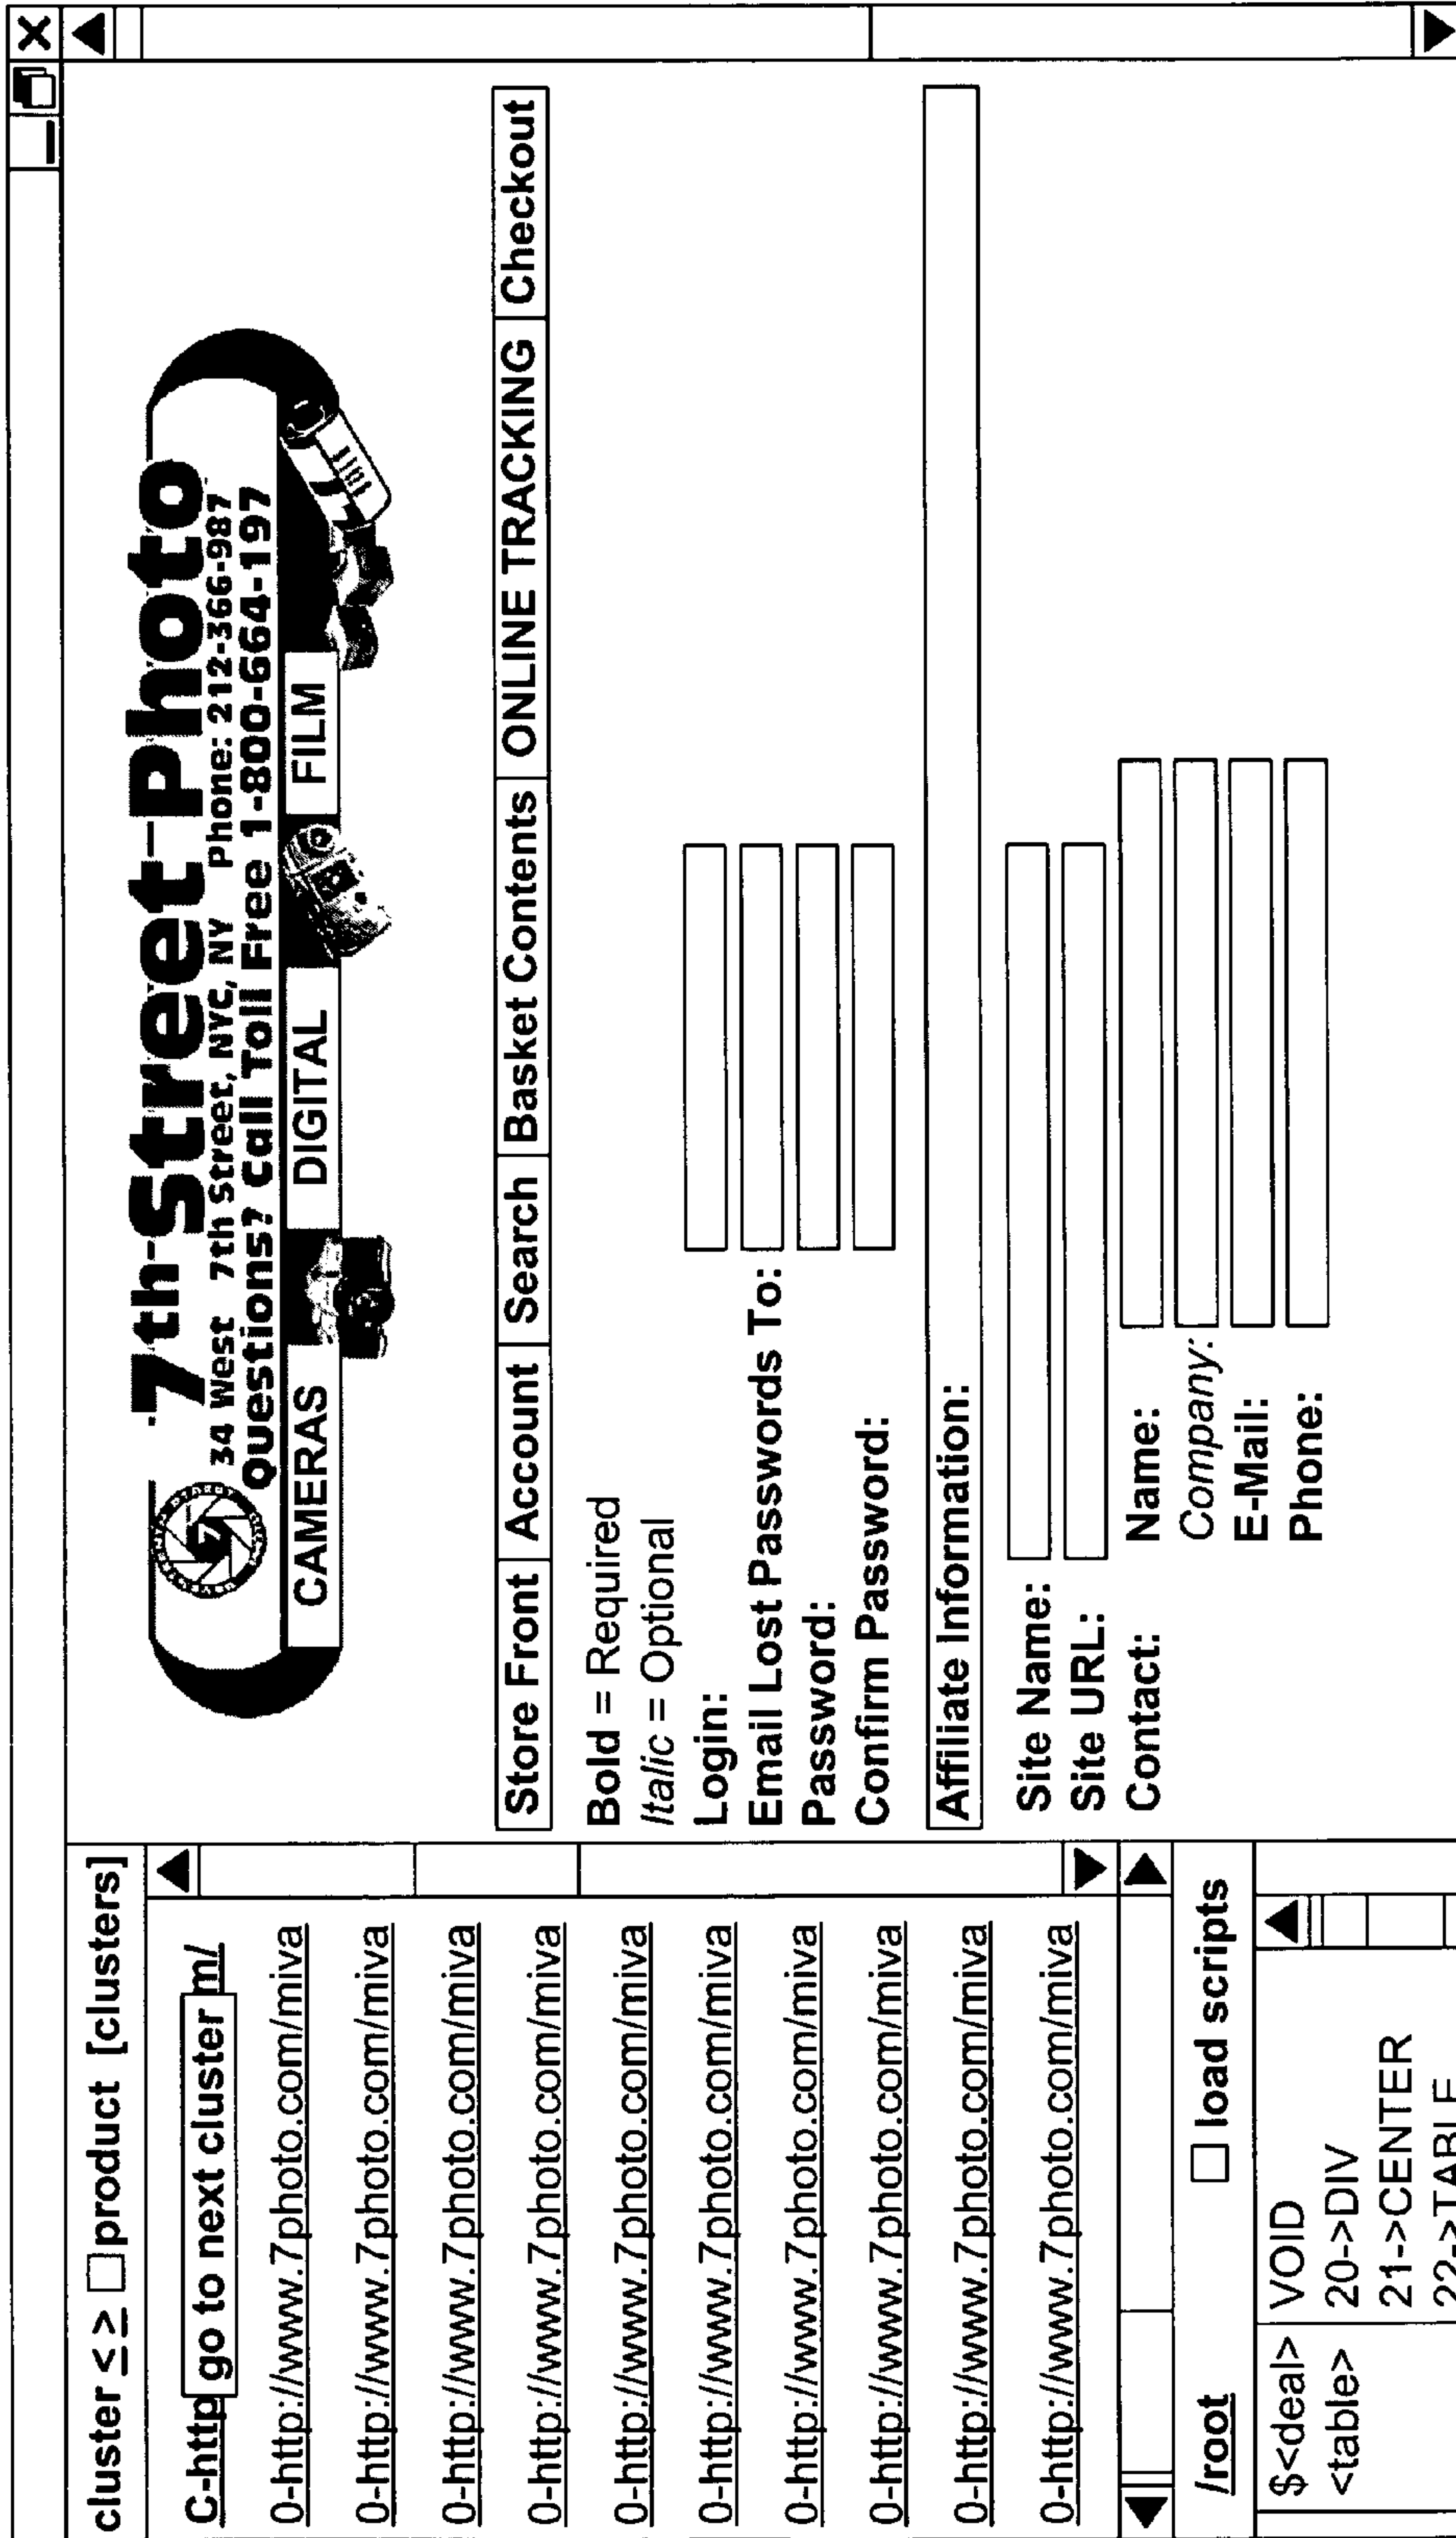 cluster < > product [clusters]
C-http go to next cluster m/
0-http://www.7photo.com/miva
0-http://www.7photo.com/miva
0-http://www.7photo.com/miva
0-http://www.7photo.com/miva
0-http://www.7photo.com/miva
0-http://www.7photo.com/miva
0-http://www.7photo.com/miva
0-http://www.7photo.com/miva
0-http://www.7photo.com/miva
0-http://www.7photo.com/miva
/root load scripts
$<deal> VOID
<table> 20->DIV
21->CENTER
22->TABLE
7th-Street-Photo
34 West 7th Street, NYC, NY Phone: 212-366-987
Questions? Call Toll Free 1-800-664-197
CAMERAS DIGITAL FILM
Store Front Account Search Basket Contents ONLINE TRACKING Checkout
Bold = Required
Italic = Optional
Login:
Email Lost Passwords To:
Password:
Confirm Password:
Affiliate Information:
Site Name:
Site URL:
Contact: Name:
Company:
E-Mail:
Phone: